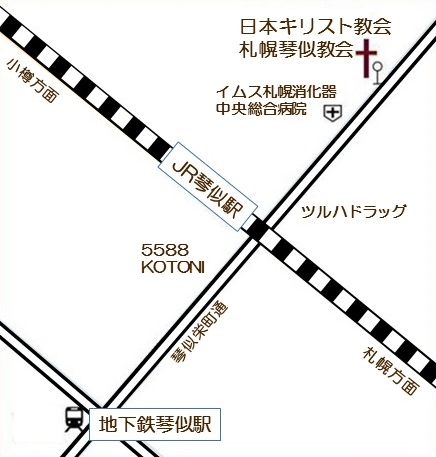 日本キリスト教会
札幌琴似教会
小樽方面
イムス札幌消化器
中央総合病院
JR琴似駅
ツルハドラッグ
5588
KOTONI
琴似栄町通
札幌方面
地下鉄琴似駅